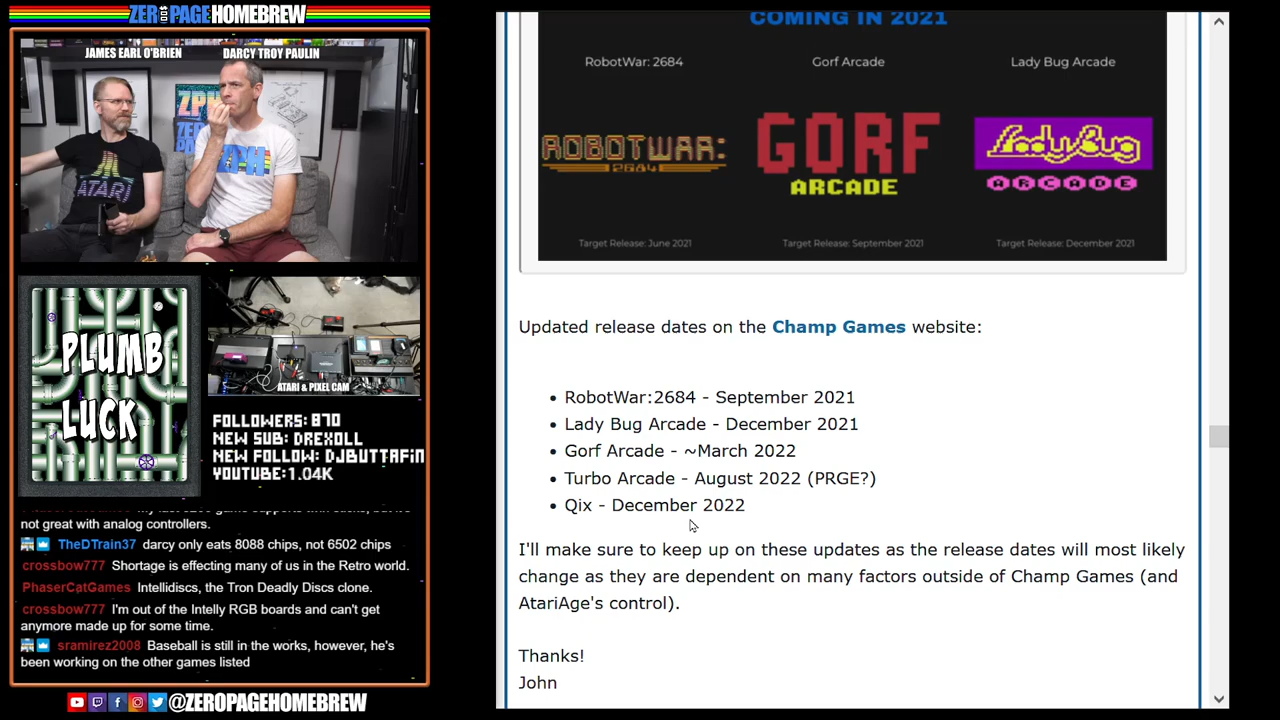 ZEROPAGE HOMEBREW
JAMES EARL O'BRIEN
DARCY TROY PAULIN
ATARI
ZPH
PLUMB
LUCK
ATARI & PIXEL CAM
FOLLOWERS: 870
NEW SUB: DREXOLL
NEW FOLLOW: DJBUTTAFIN
YOUTUBE: 1.04K
not great with analog controllers.
TheDTrain37 darcy only eats 8088 chips, not 6502 chips
crossbow777 Shortage is effecting many of us in the Retro world.
PhaserCatGames Intellidiscs, the Tron Deadly Discs clone.
crossbow777 I'm out of the Intelly RGB boards and can't get
anymore made up for some time.
sramirez2008 Baseball is still in the works, however, he's
been working on the other games listed
@ZEROPAGEHOMEBREW
COMING IN 2021
RobotWar: 2684
Gorf Arcade
Lady Bug Arcade
ROBOTWAR:
2684
GORF
ARCADE
LadyBug
ARCADE
Target Release: June 2021
Target Release: September 2021
Target Release: December 2021
Updated release dates on the Champ Games website:
• RobotWar:2684 - September 2021
• Lady Bug Arcade - December 2021
• Gorf Arcade - ~March 2022
• Turbo Arcade - August 2022 (PRGE?)
• Qix - December 2022
I'll make sure to keep up on these updates as the release dates will most likely
change as they are dependent on many factors outside of Champ Games (and
AtariAge's control).
Thanks!
John